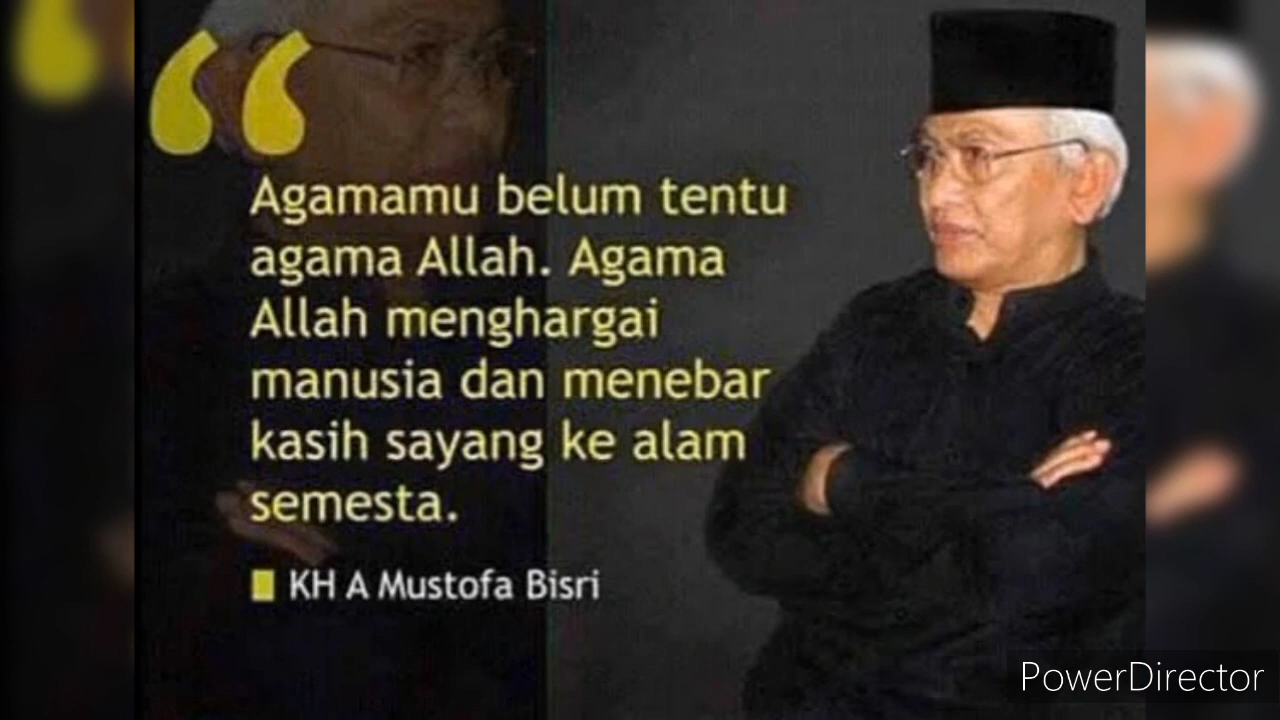 “
Agamamu belum tentu
agama Allah. Agama
Allah menghargai
manusia dan menebar
kasih sayang ke alam
semesta.
KH A Mustofa Bisri
PowerDirector